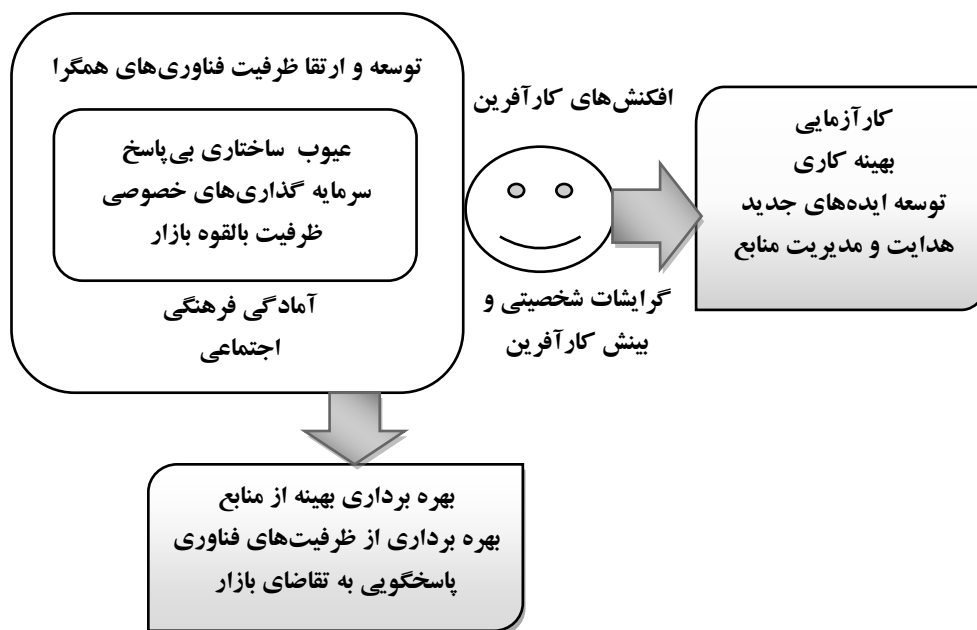 توسعه و ارتقا ظرفیت فناوری‌های همگرا
عیوب ساختاری بی‌پاسخ
سرمایه گذاری‌های خصوصی
ظرفیت بالقوه بازار
آمادگی فرهنگی
اجتماعی
افکنش‌های کارآفرین
گرایشات شخصیتی و
بینش کارآفرین
کارآزمایی
بهینه کاری
توسعه ایده‌های جدید
هدایت و مدیریت منابع
بهره برداری بهینه از منابع
بهره برداری از ظرفیت‌های فناوری
پاسخگویی به تقاضای بازار